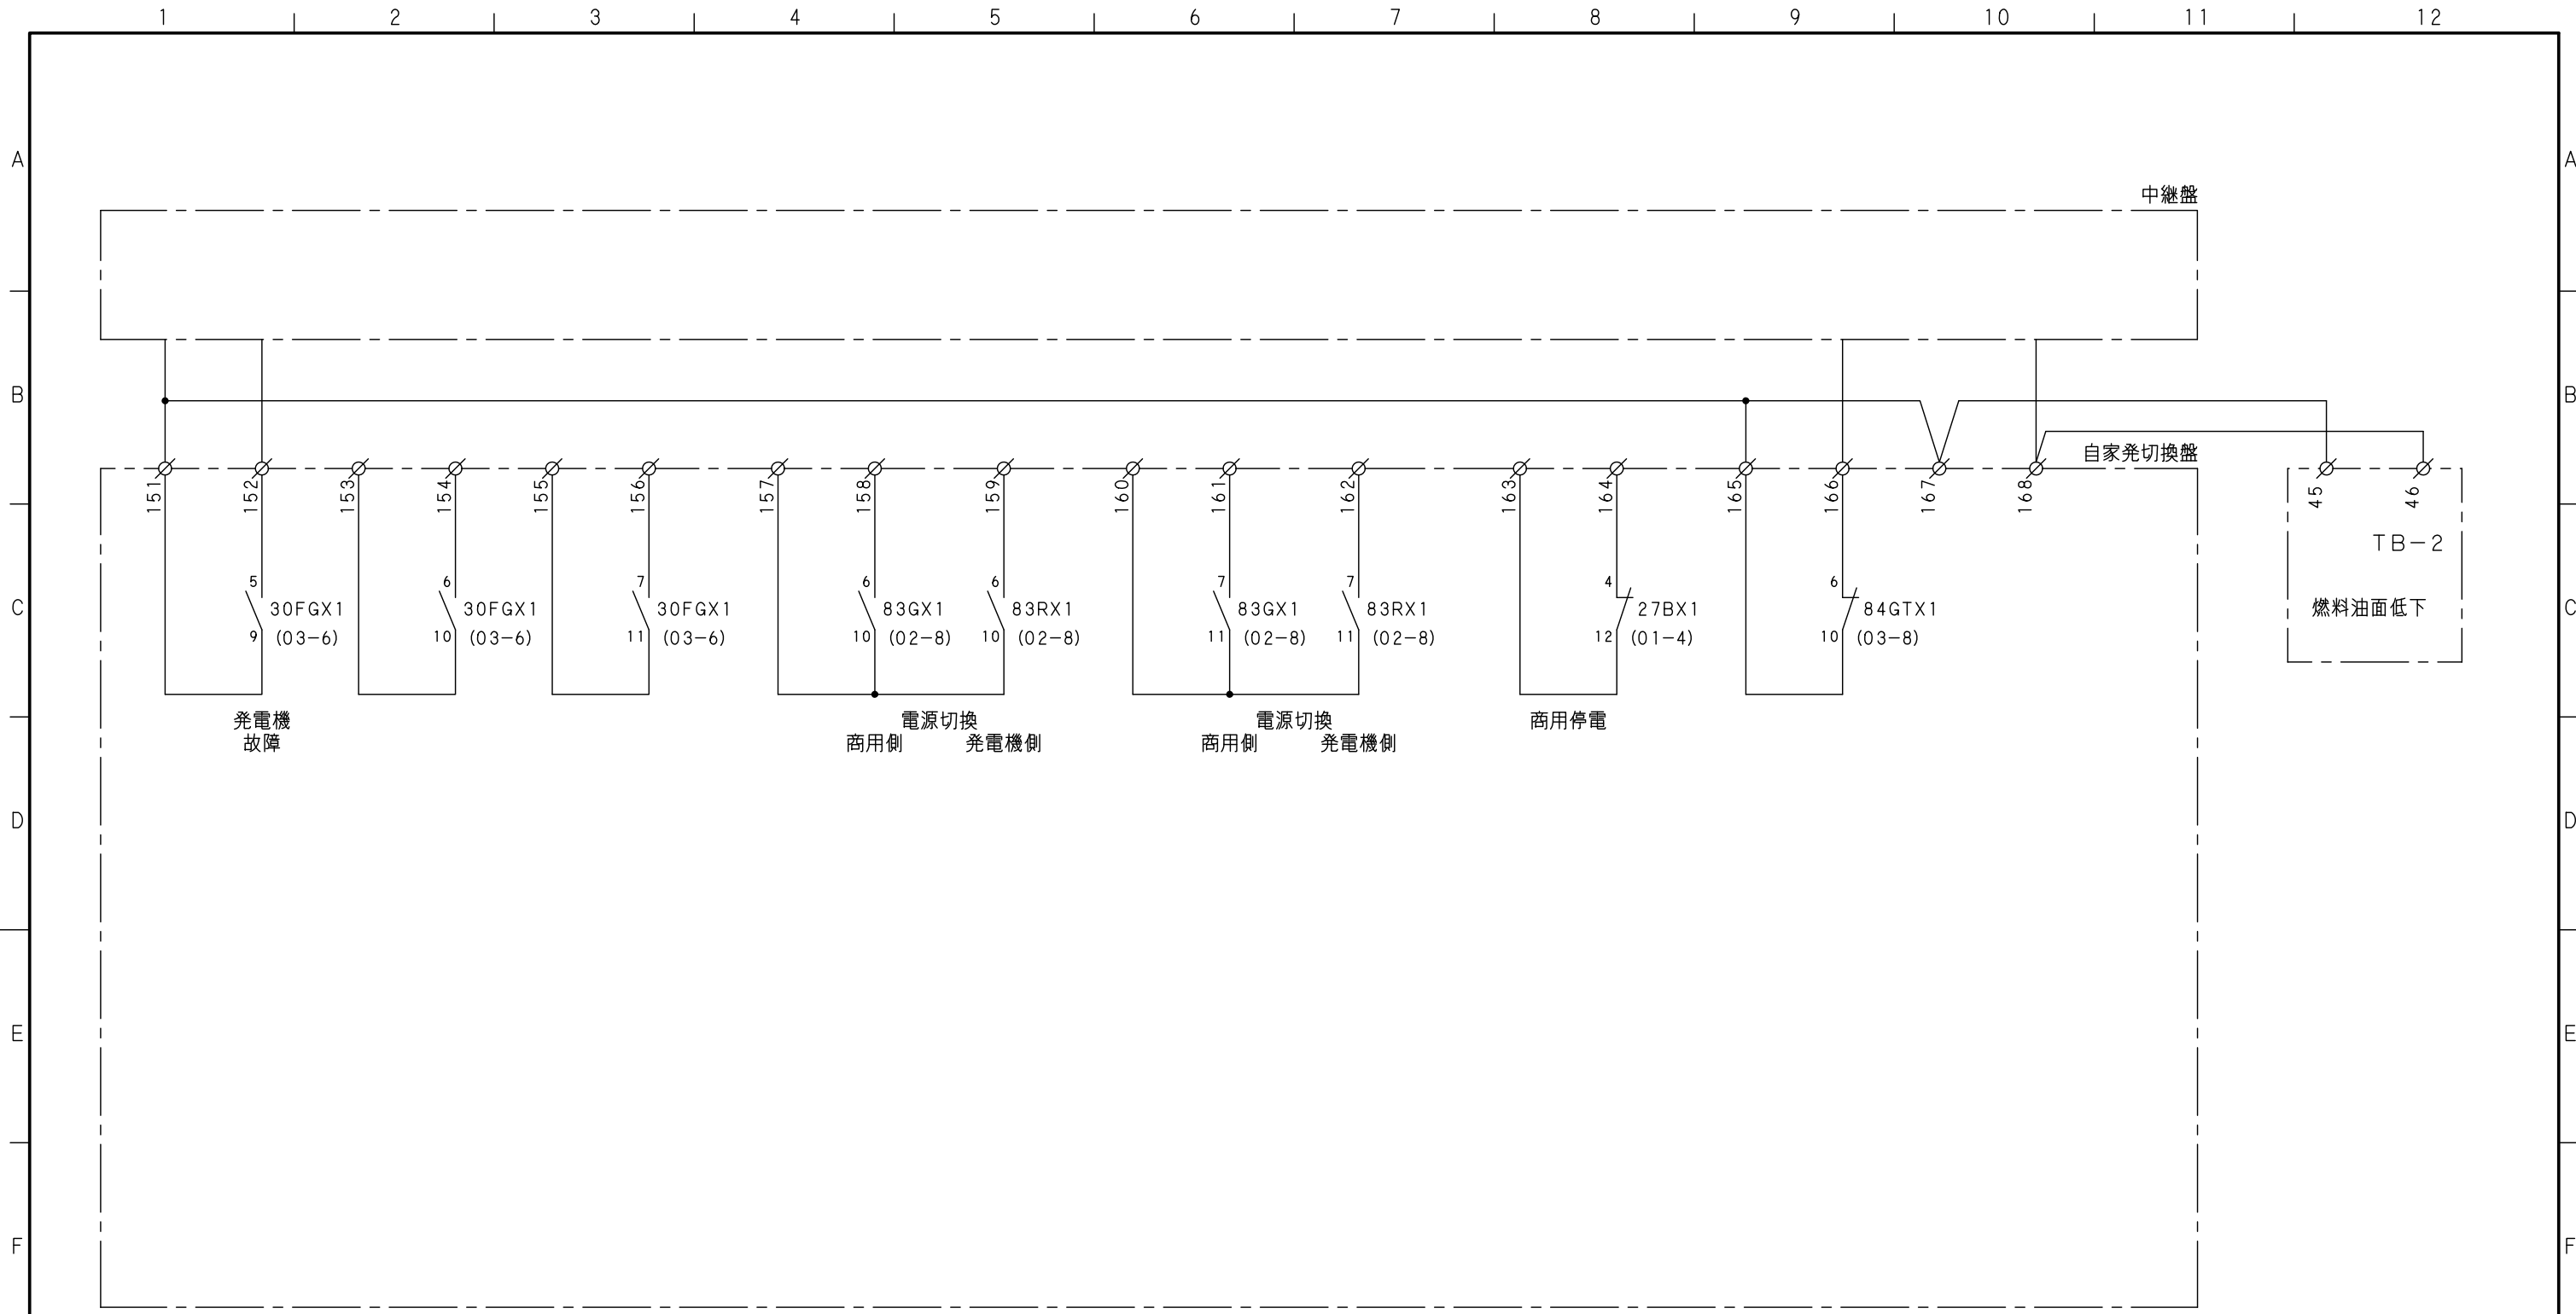 1 2 3 4 5 6 7 8 9 10 11 12
A A
中継盤
B B
自家発切換盤
151 152 153 154 155 156 157 158 159 160 161 162 163 164 165 166 167 168 45 46
TB-2
5 6 7 6 6 7 7 4 6
C 30FGX1 30FGX1 30FGX1 83GX1 83RX1 83GX1 83RX1 27BX1 84GTX1 燃料油面低下 C
9 (03-6) 10 (03-6) 11 (03-6) 10 (02-8) 10 (02-8) 11 (02-8) 11 (02-8) 12 (01-4) 10 (03-8)
発電機 電源切換 電源切換 商用停電
故障 商用側 発電機側 商用側 発電機側
D D
E E
F F